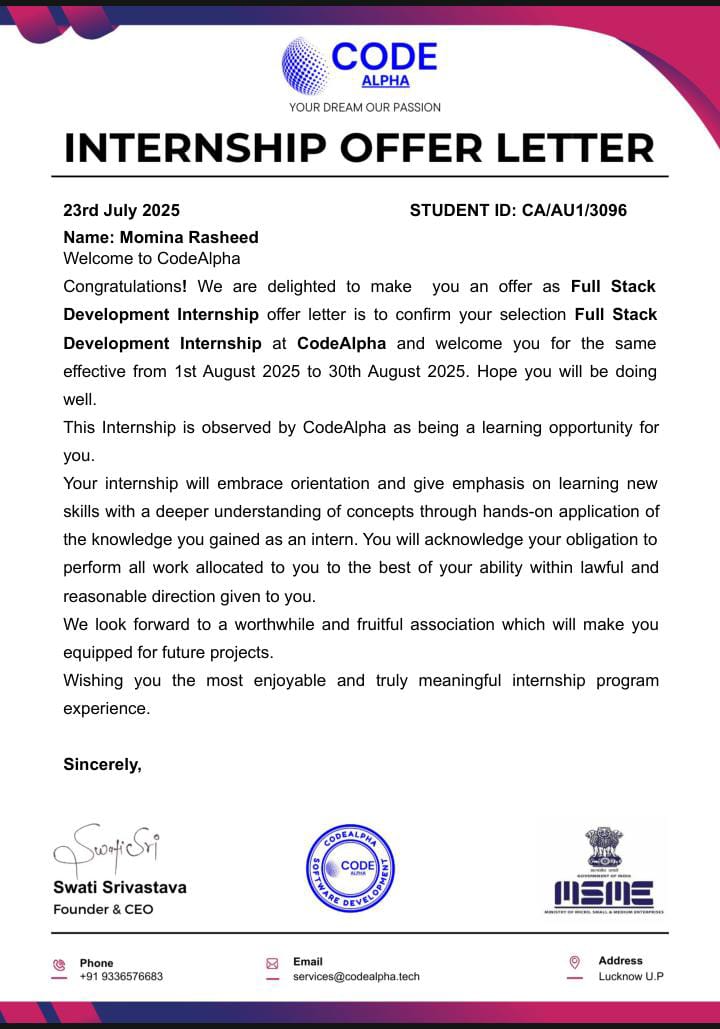 CODE
ALPHA
YOUR DREAM OUR PASSION
INTERNSHIP OFFER LETTER
23rd July 2025 STUDENT ID: CA/AU1/3096
Name: Momina Rasheed
Welcome to CodeAlpha
Congratulations! We are delighted to make you an offer as Full Stack
Development Internship offer letter is to confirm your selection Full Stack
Development Internship at CodeAlpha and welcome you for the same
effective from 1st August 2025 to 30th August 2025. Hope you will be doing
well.
This Internship is observed by CodeAlpha as being a learning opportunity for
you.
Your internship will embrace orientation and give emphasis on learning new
skills with a deeper understanding of concepts through hands-on application of
the knowledge you gained as an intern. You will acknowledge your obligation to
perform all work allocated to you to the best of your ability within lawful and
reasonable direction given to you.
We look forward to a worthwhile and fruitful association which will make you
equipped for future projects.
Wishing you the most enjoyable and truly meaningful internship program
experience.
Sincerely,
Swati Sri
Swati Srivastava
Founder & CEO
CODEALPHA
CODE
ALPHA
SOFTWARE DEVELOPMENT
GOVERNMENT OF INDIA
MSME
MINISTRY OF MICRO, SMALL & MEDIUM ENTERPRISES
Phone
+91 9336576683
Email
services@codealpha.tech
Address
Lucknow U.P